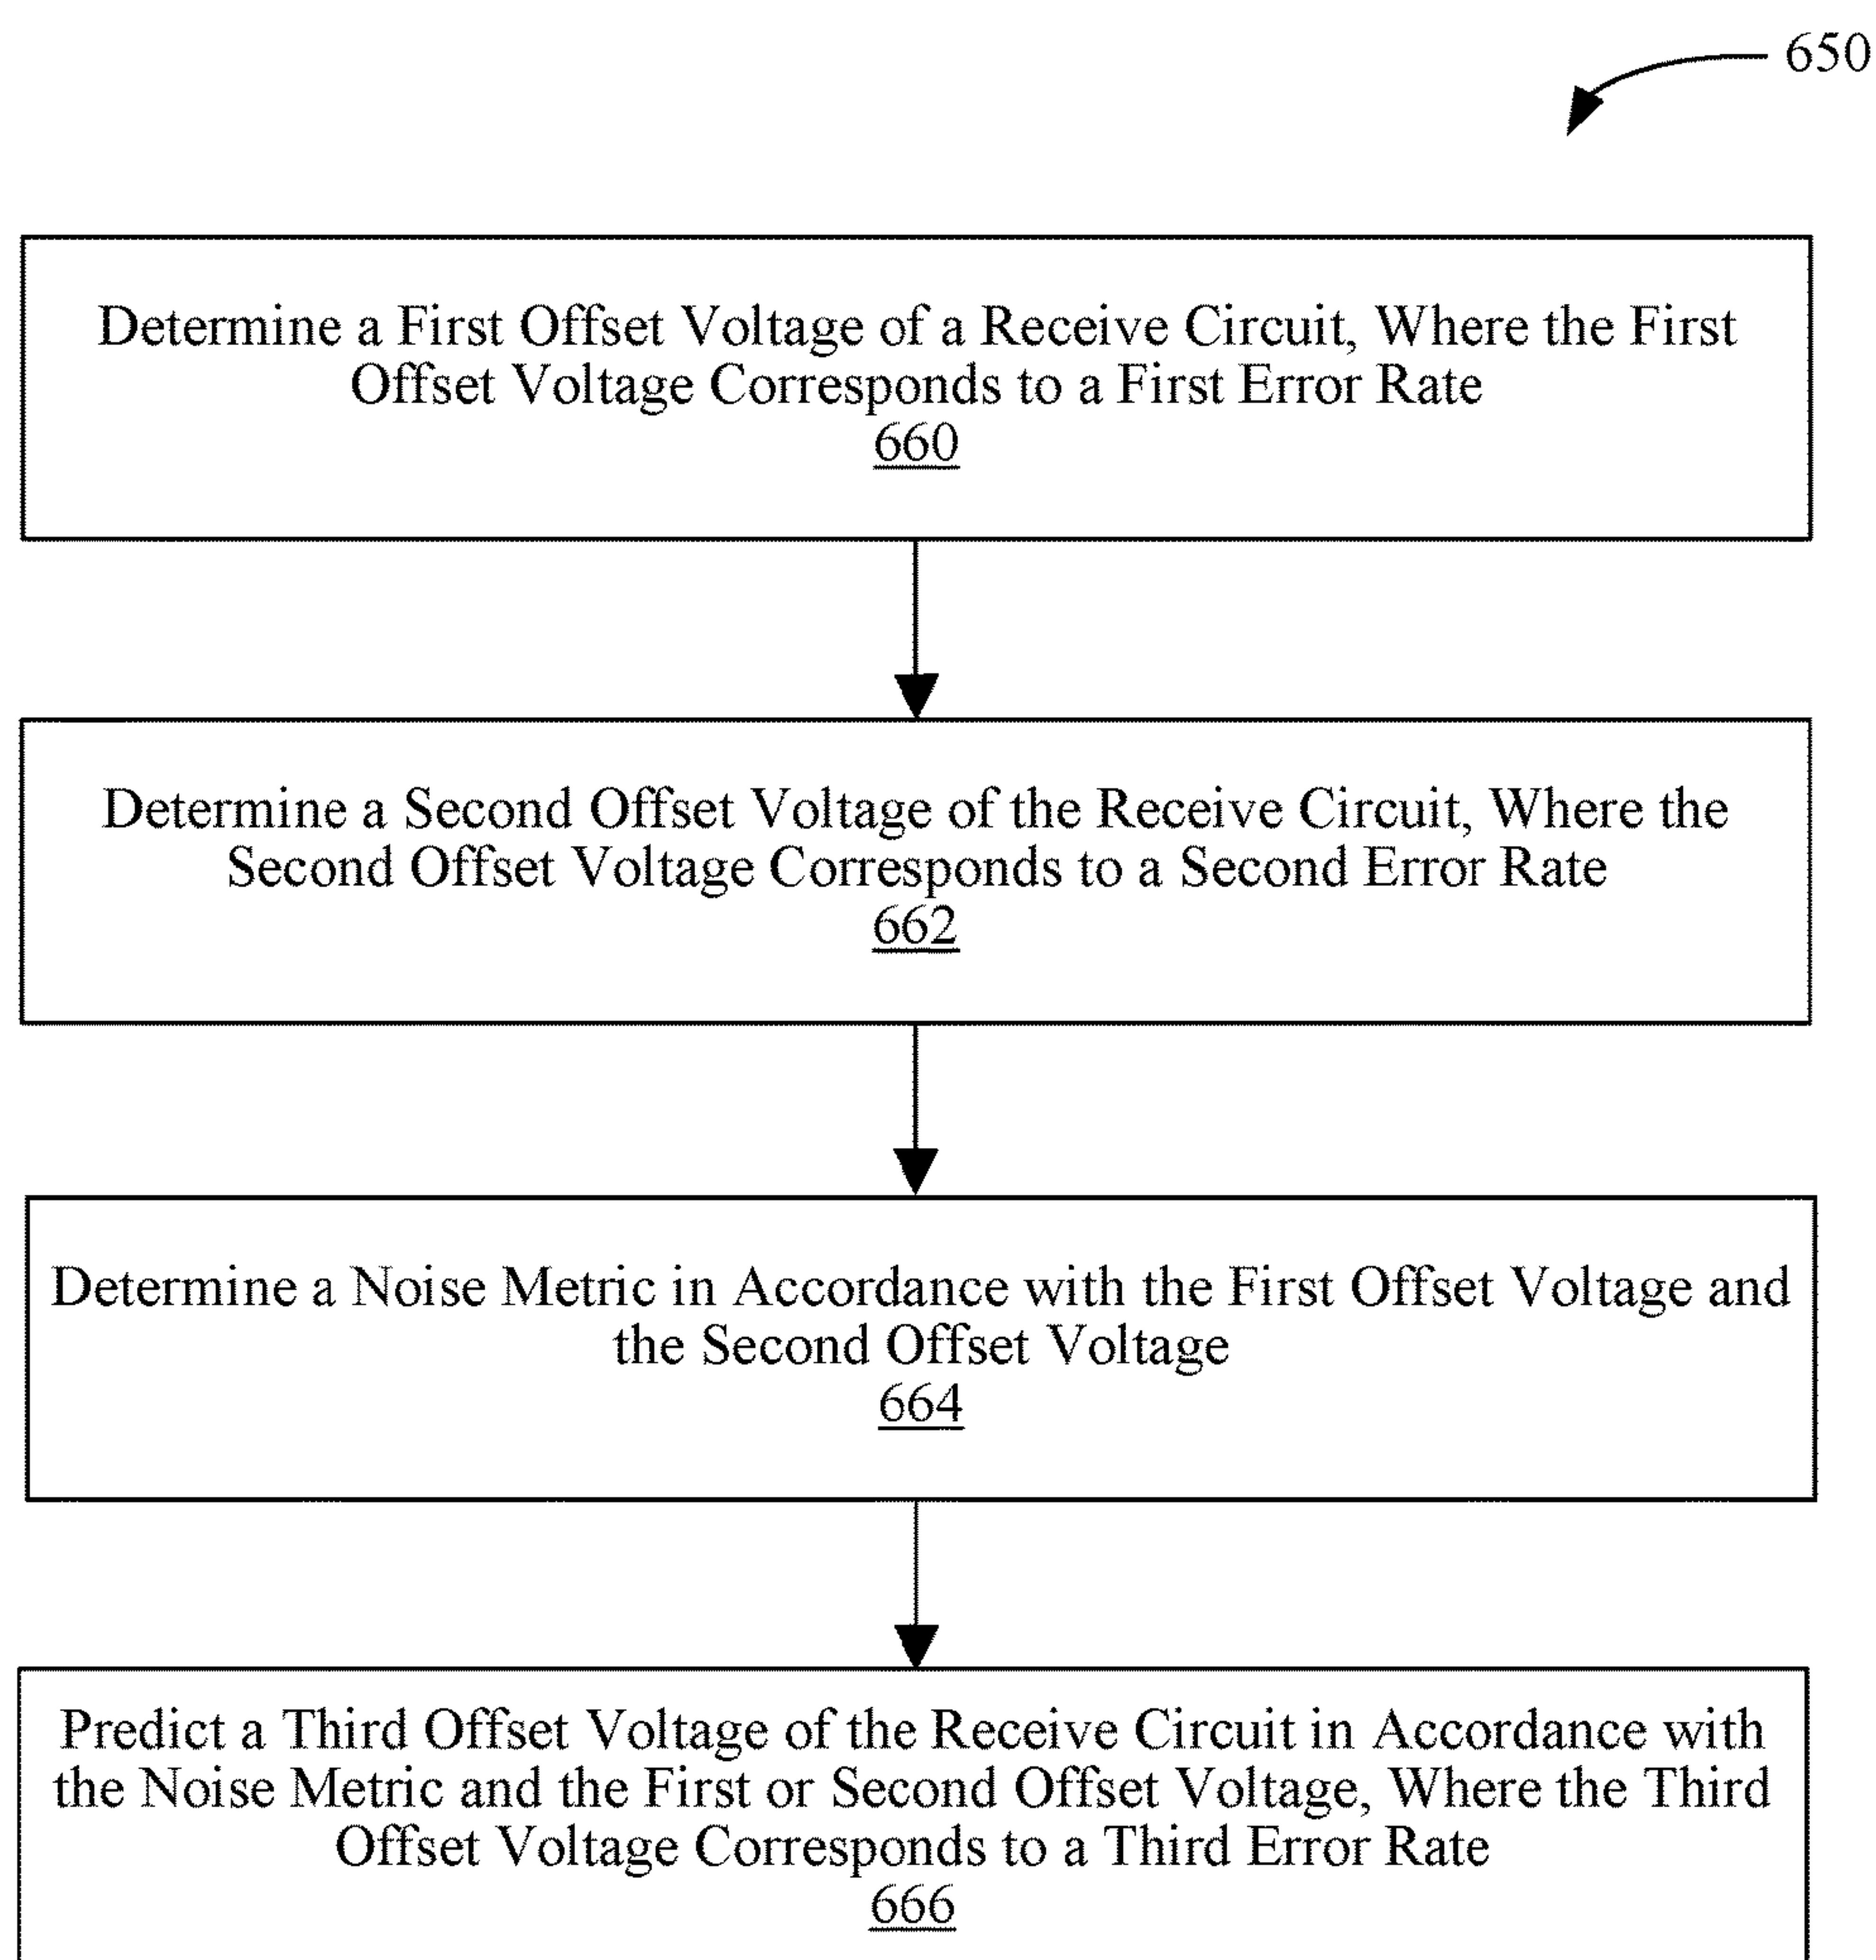 650
Determine a First Offset Voltage of a Receive Circuit, Where the First
Offset Voltage Corresponds to a First Error Rate
660
Determine a Second Offset Voltage of the Receive Circuit, Where the
Second Offset Voltage Corresponds to a Second Error Rate
662
Determine a Noise Metric in Accordance with the First Offset Voltage and
the Second Offset Voltage
664
Predict a Third Offset Voltage of the Receive Circuit in Accordance with
the Noise Metric and the First or Second Offset Voltage, Where the Third
Offset Voltage Corresponds to a Third Error Rate
666